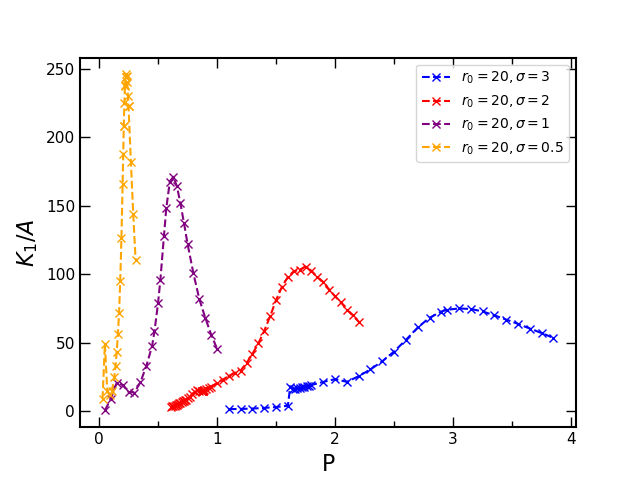 250
200
150
100
50
0
K₁/A
0
1
2
3
4
P
r₀ = 20, σ = 3
r₀ = 20, σ = 2
r₀ = 20, σ = 1
r₀ = 20, σ = 0.5